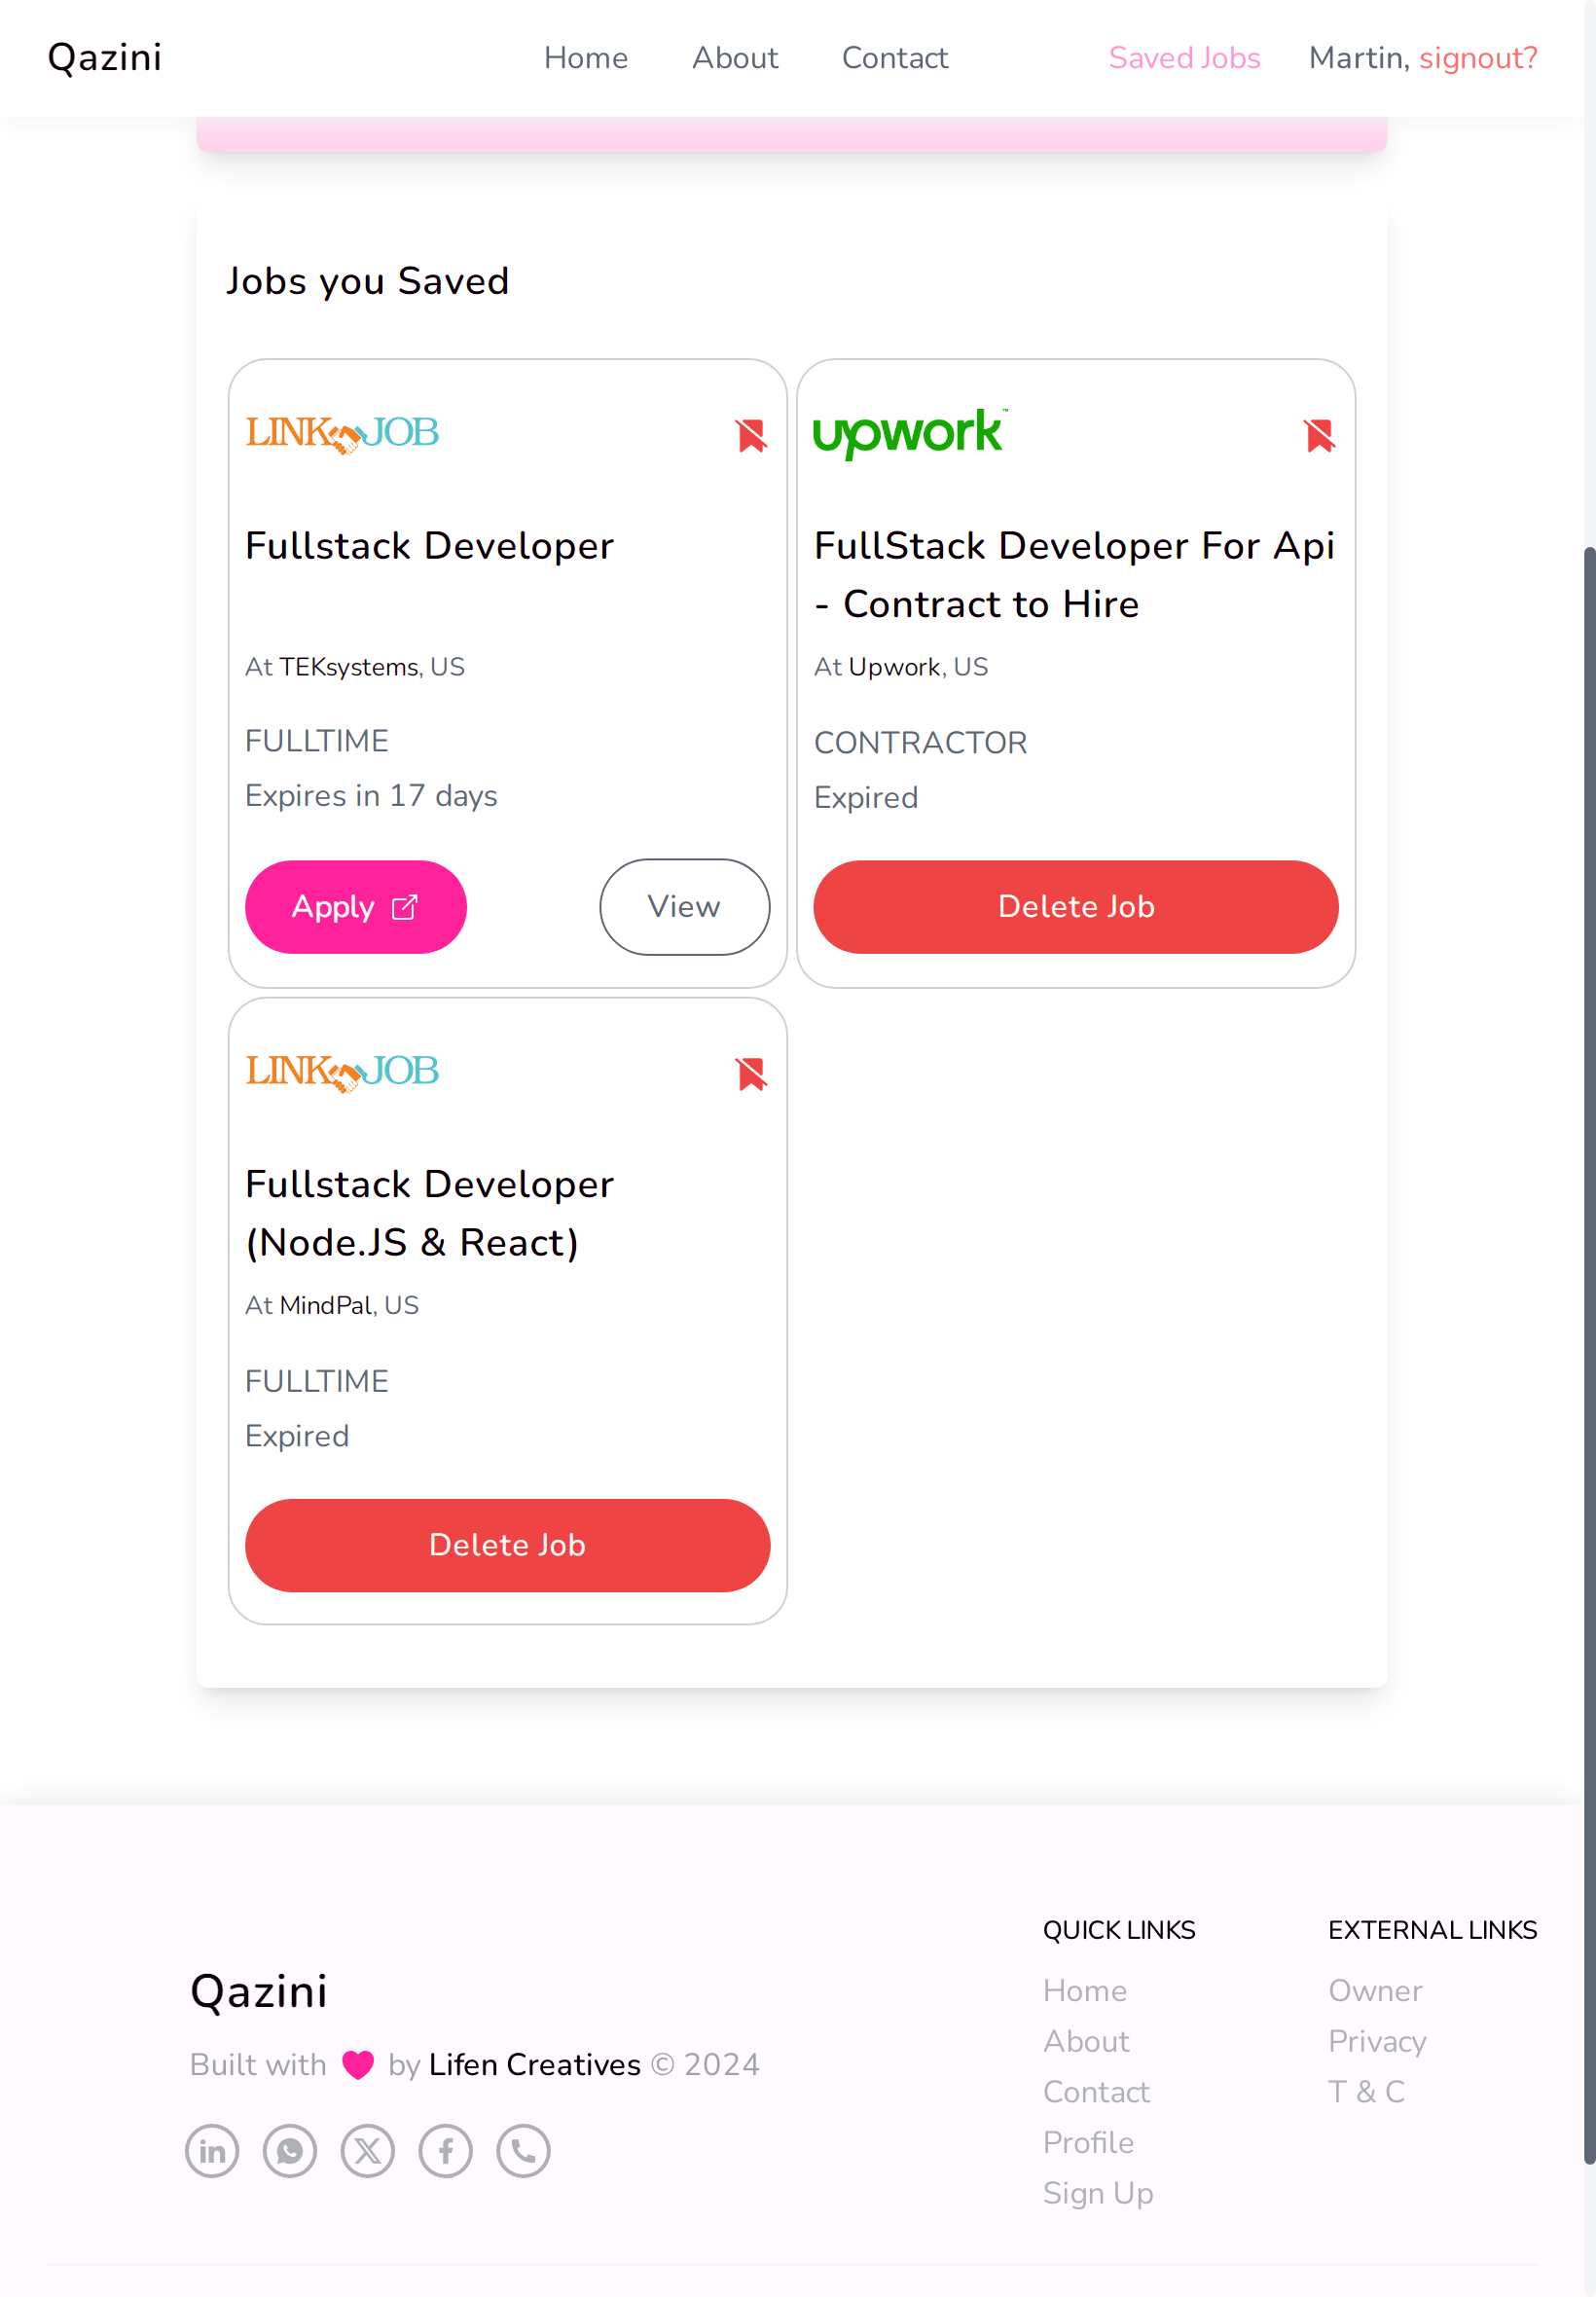 Qazini
Home
About
Contact
Saved Jobs
Martin, signout?
Jobs you Saved
LINK JOB
Fullstack Developer
At TEKsystems, US
FULLTIME
Expires in 17 days
Apply
View
upwork™
FullStack Developer For Api
- Contract to Hire
At Upwork, US
CONTRACTOR
Expired
Delete Job
LINK JOB
Fullstack Developer
(Node.JS & React)
At MindPal, US
FULLTIME
Expired
Delete Job
Qazini
Built with by Lifen Creatives © 2024
QUICK LINKS
Home
About
Contact
Profile
Sign Up
EXTERNAL LINKS
Owner
Privacy
T & C